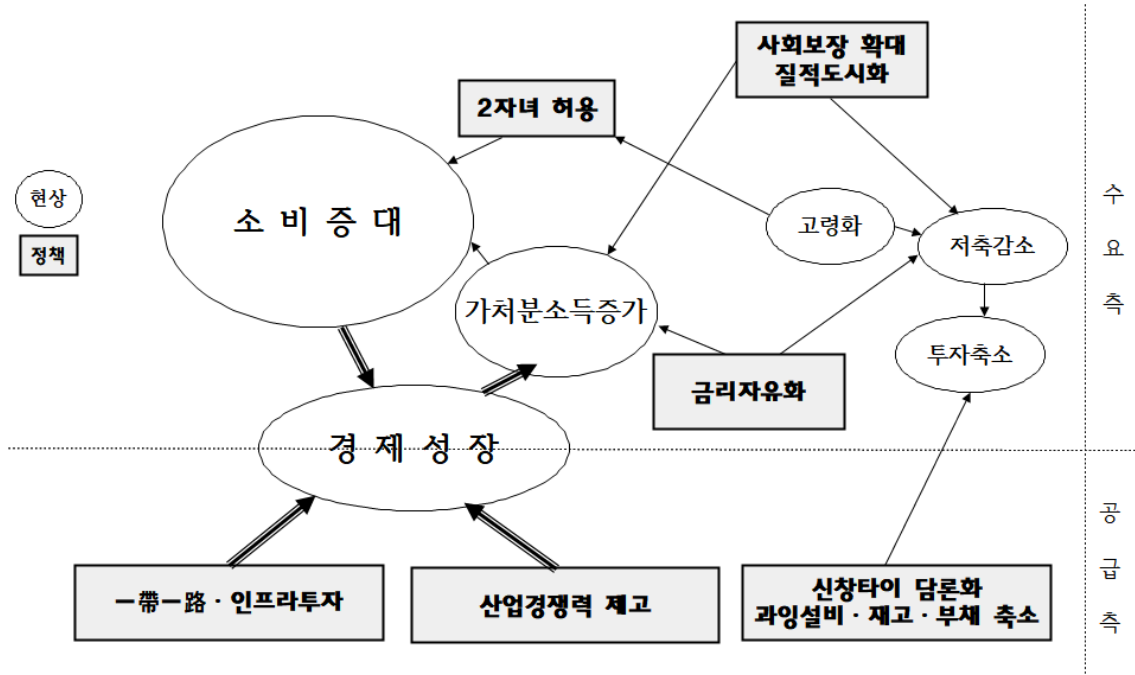 사회보장 확대
질적도시화
2자녀 허용
현상
정책
소 비 증 대
고령화
저축감소
가처분소득증가
투자축소
금리자유화
경 제 성 장
一帶一路·인프라투자
산업경쟁력 제고
신창타이 담론화
과잉설비·재고·부채 축소
수
요
측
공
급
측